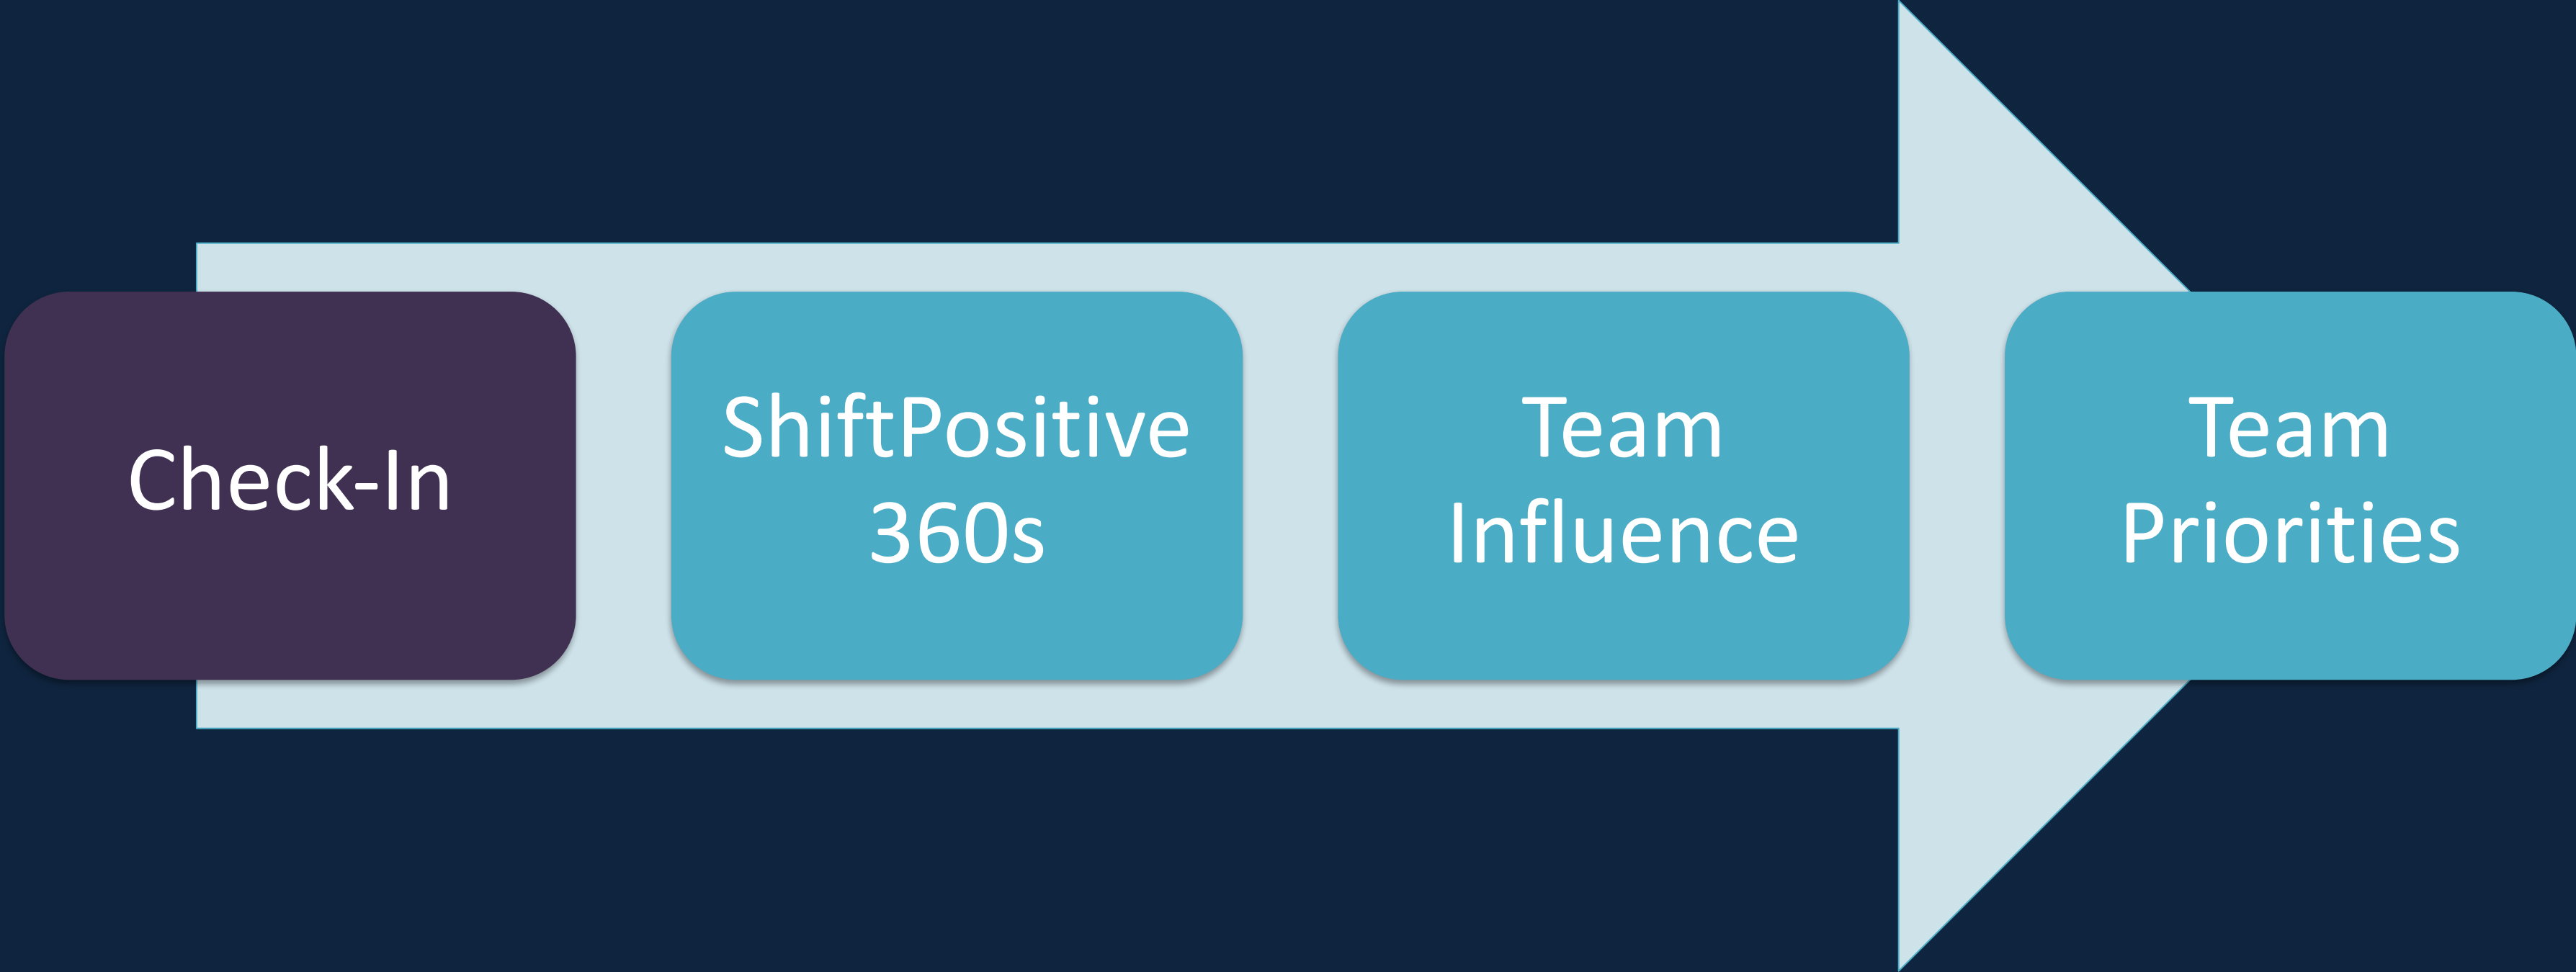 Check-In
ShiftPositive
360s
Team
Influence
Team
Priorities